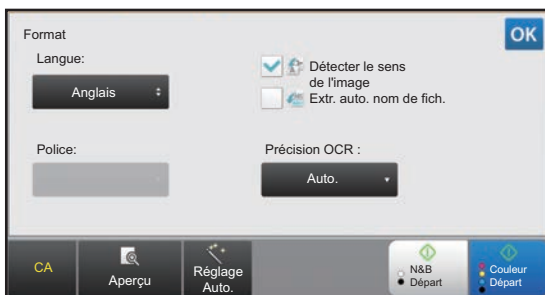 Format
OK
Langue:
Anglais
Détecter le sens
de l'image
Extr. auto. nom de fich.
Police:
Précision OCR :
Auto.
CA
Aperçu
Réglage
Auto.
N&B
Départ
Couleur
Départ